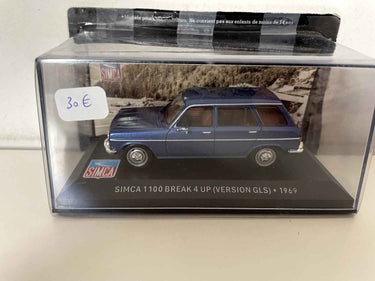 Ne convient pas aux enfants de moins de 14 ans
SIMCA
30 €
SIMCA
SIMCA 1100 BREAK 4 UP (VERSION GLS) • 1969